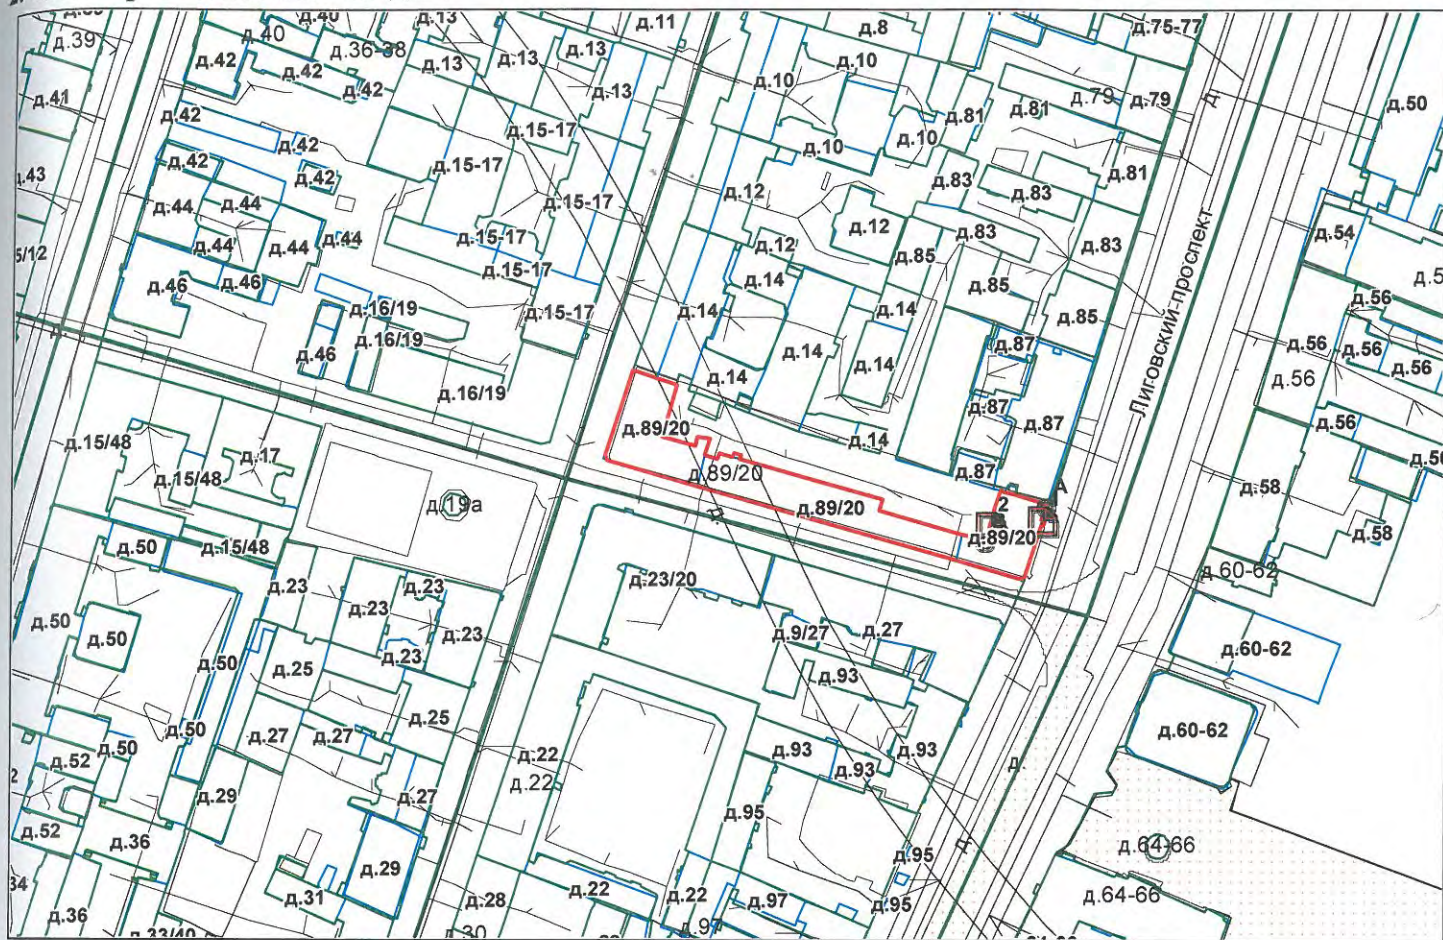 д.40
д.13
д.11
д.8
д.75-77
д.39
д.40
д.36-38
д.42
д.13
д.13
д.13
д.10
д.10
д.42
д.42
д.13
д.81
д.79
д.79
д.50
д.41
д.42
д.42
д.15-17
д.10
д.10
д.81
д.81
д.42
д.42
д.15-17
д.12
д.83
д.83
д.43
д.44
д.44
д.15-17
д.44
д.44
д.44
д.15-17
д.15-17
д.12
д.12
д.83
д.83
д.54
5/12
д.46
д.46
д.14
д.85
д.85
д.16/19
д.15-17
д.14
д.14
д.85
Лиговский проспект
д.56
д.46
д.16/19
д.14
д.14
д.87
д.56
д.56
д.56
д.16/19
д.14
д.87
д.87
д.56
д.56
д.15/48
д.17
д.89/20
д.14
д.87
д.15/48
д.19а
д.89/20
д.89/20
2
А
д.89/20
д.58
д.58
д.50
д.15/48
д.23
д.23
д.23
д.23/20
д.60-62
д.50
д.50
д.50
д.25
д.23
д.23
д.9/27
д.27
д.93
д.60-62
д.50
д.50
д.27
д.27
д.25
д.22
д.22
д.93
д.93
д.93
д.60-62
д.52
д.29
д.27
д.95
д.52
д.36
д.29
д.95
д.64-66
д.64-66
34
д.36
д.31
д.28
д.22
д.22
д.97
д.95
д.33/40
д.30
д.97